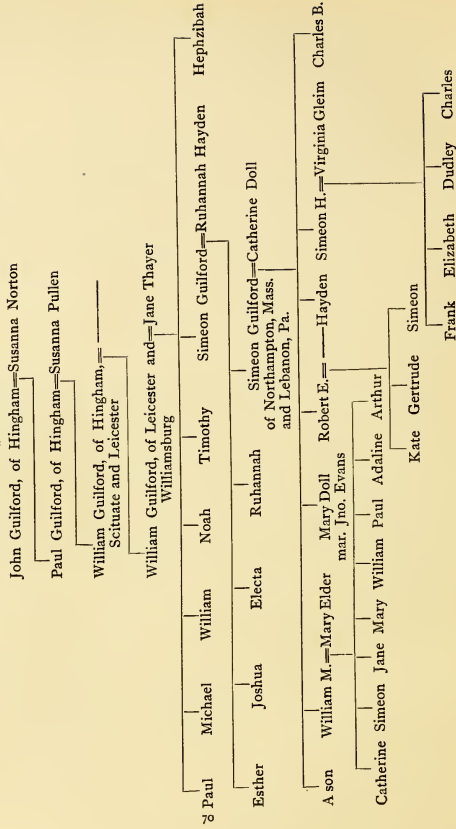 John Guilford, of Hingham=Susanna Norton
Paul Guilford, of Hingham=Susanna Pullen
William Guilford, of Hingham,= ——
Scituate and Leicester
William Guilford, of Leicester and=Jane Thayer
Williamsburg
Paul Michael William Noah Timothy Simeon Guilford=Ruhannah Hayden Hephzibah
Esther Joshua Electa Ruhannah Simeon Guilford=Catherine Doll
of Northampton, Mass.
and Lebanon, Pa.
A son William M.=Mary Elder Mary Doll Robert E.= —— Hayden Simeon H.=Virginia Gleim Charles B.
mar. Jno. Evans
Catherine Simeon Jane Mary William Paul Adaline Arthur
Kate Gertrude Simeon
Frank Elizabeth Dudley Charles
70